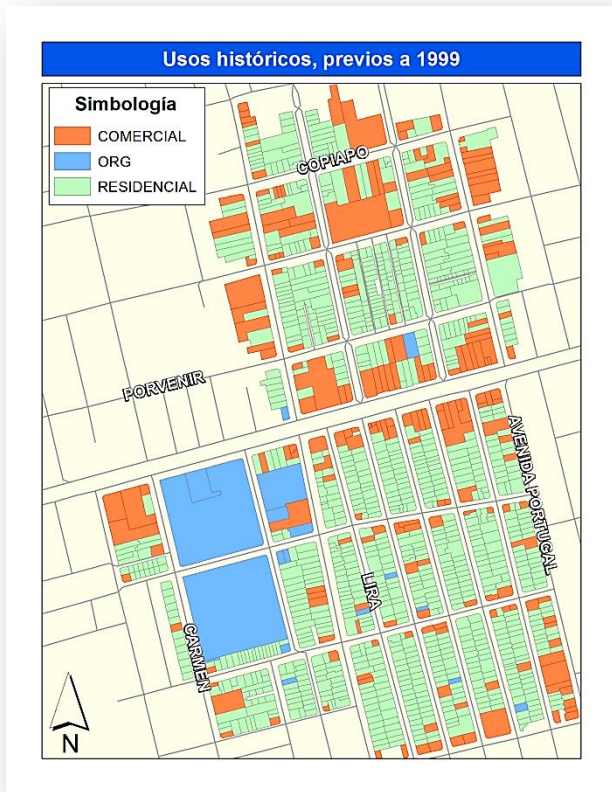 Usos históricos, previos a 1999
Simbología
COMERCIAL
ORG
RESIDENCIAL
COPIAPO
PORVENIR
AVENIDA PORTUGAL
LIRA
CARMEN
N